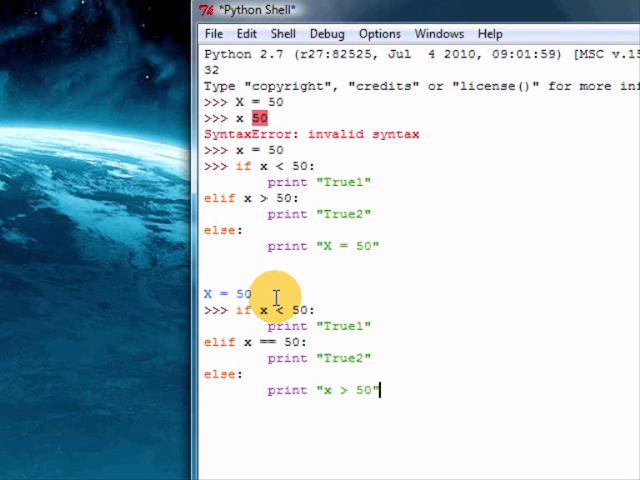 *Python Shell*
File Edit Shell Debug Options Windows Help
Python 2.7 (r27:82525, Jul  4 2010, 09:01:59) [MSC v.15
32
Type "copyright", "credits" or "license()" for more inf
>>> X = 50
>>> x 50
SyntaxError: invalid syntax
>>> x = 50
>>> if x < 50:
        print "True1"
elif x > 50:
        print "True2"
else:
        print "X = 50"
X = 50
>>> if x < 50:
        print "True1"
elif x == 50:
        print "True2"
else:
        print "x > 50"